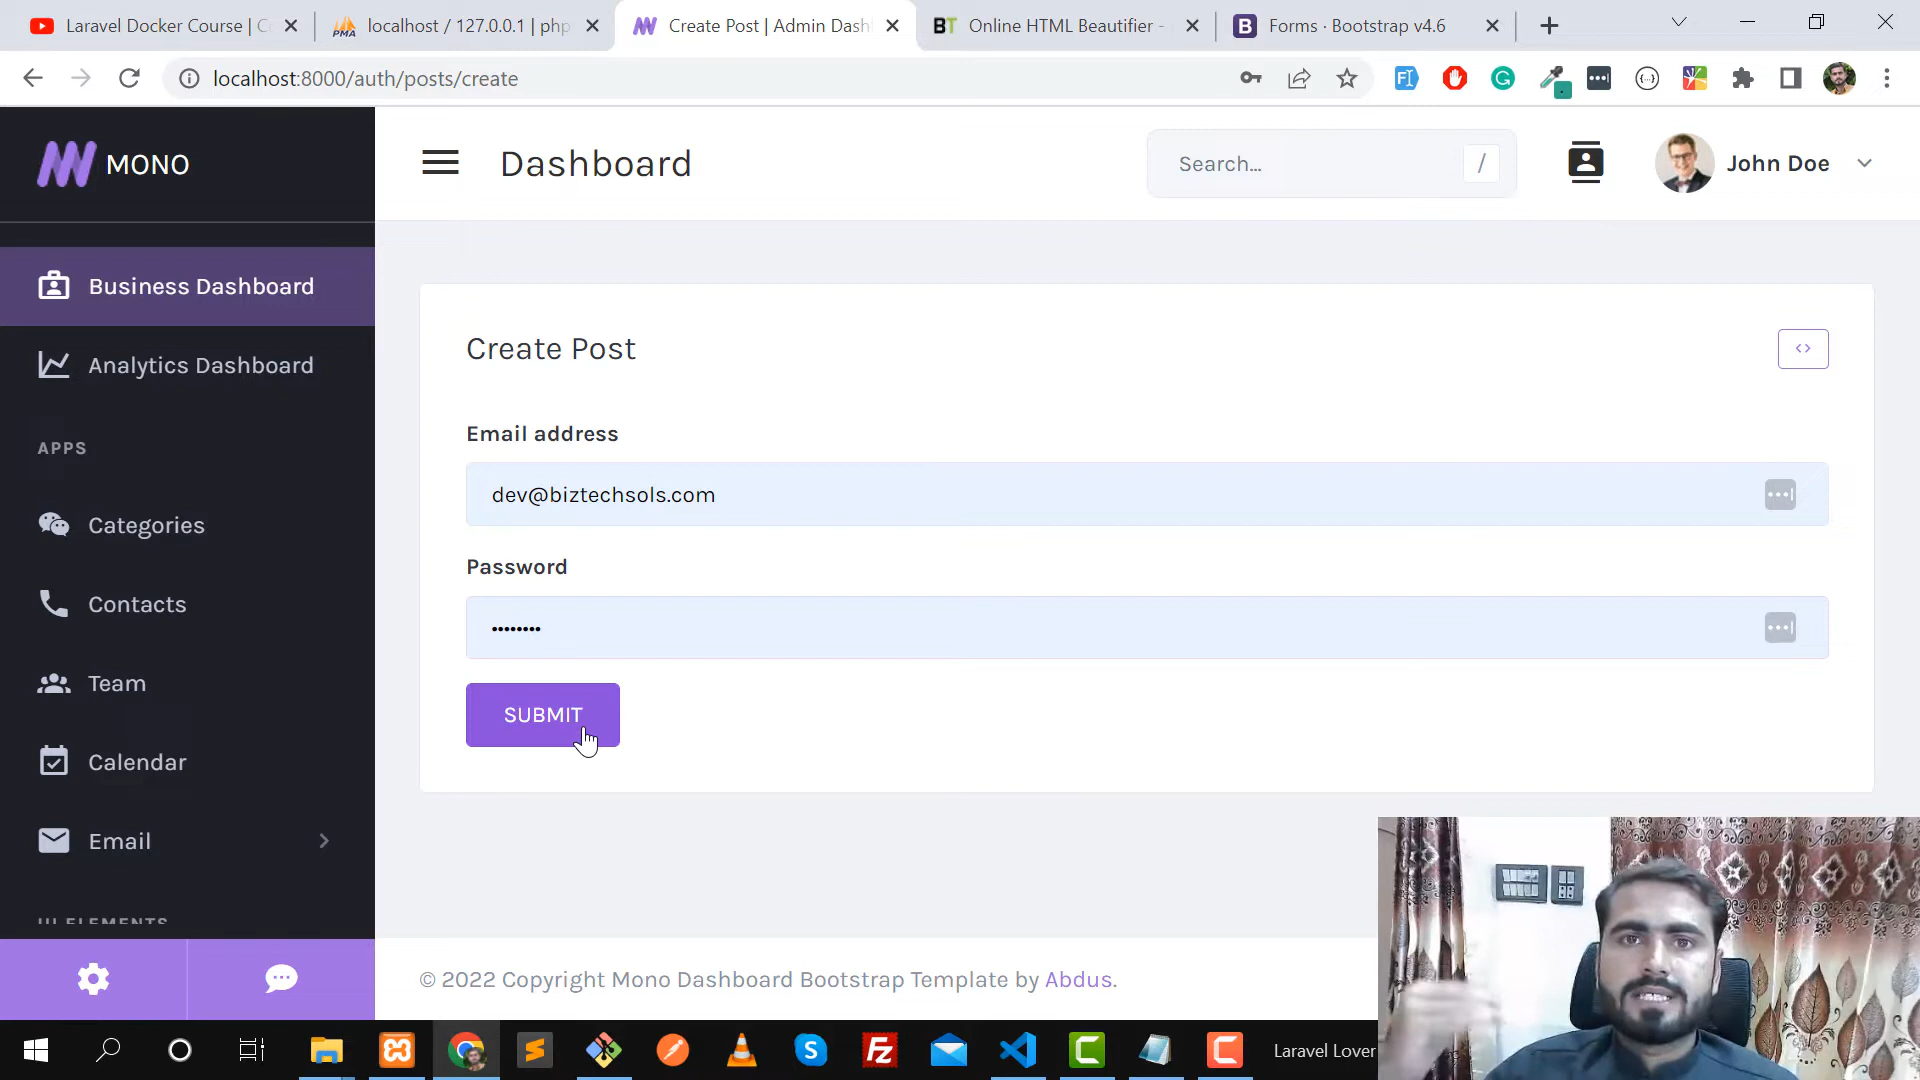 Laravel Docker Course | C
localhost / 127.0.0.1 | php
Create Post | Admin Dash
BT
Online HTML Beautifier -
B
Forms · Bootstrap v4.6
localhost:8000/auth/posts/create
MONO
Dashboard
Search...
/
John Doe
Business Dashboard
Analytics Dashboard
APPS
Categories
Contacts
Team
Calendar
Email
UI ELEMENTS
Create Post
<>
Email address
dev@biztechsols.com
Password
••••••••
SUBMIT
© 2022 Copyright Mono Dashboard Bootstrap Template by Abdus.
Laravel Lover